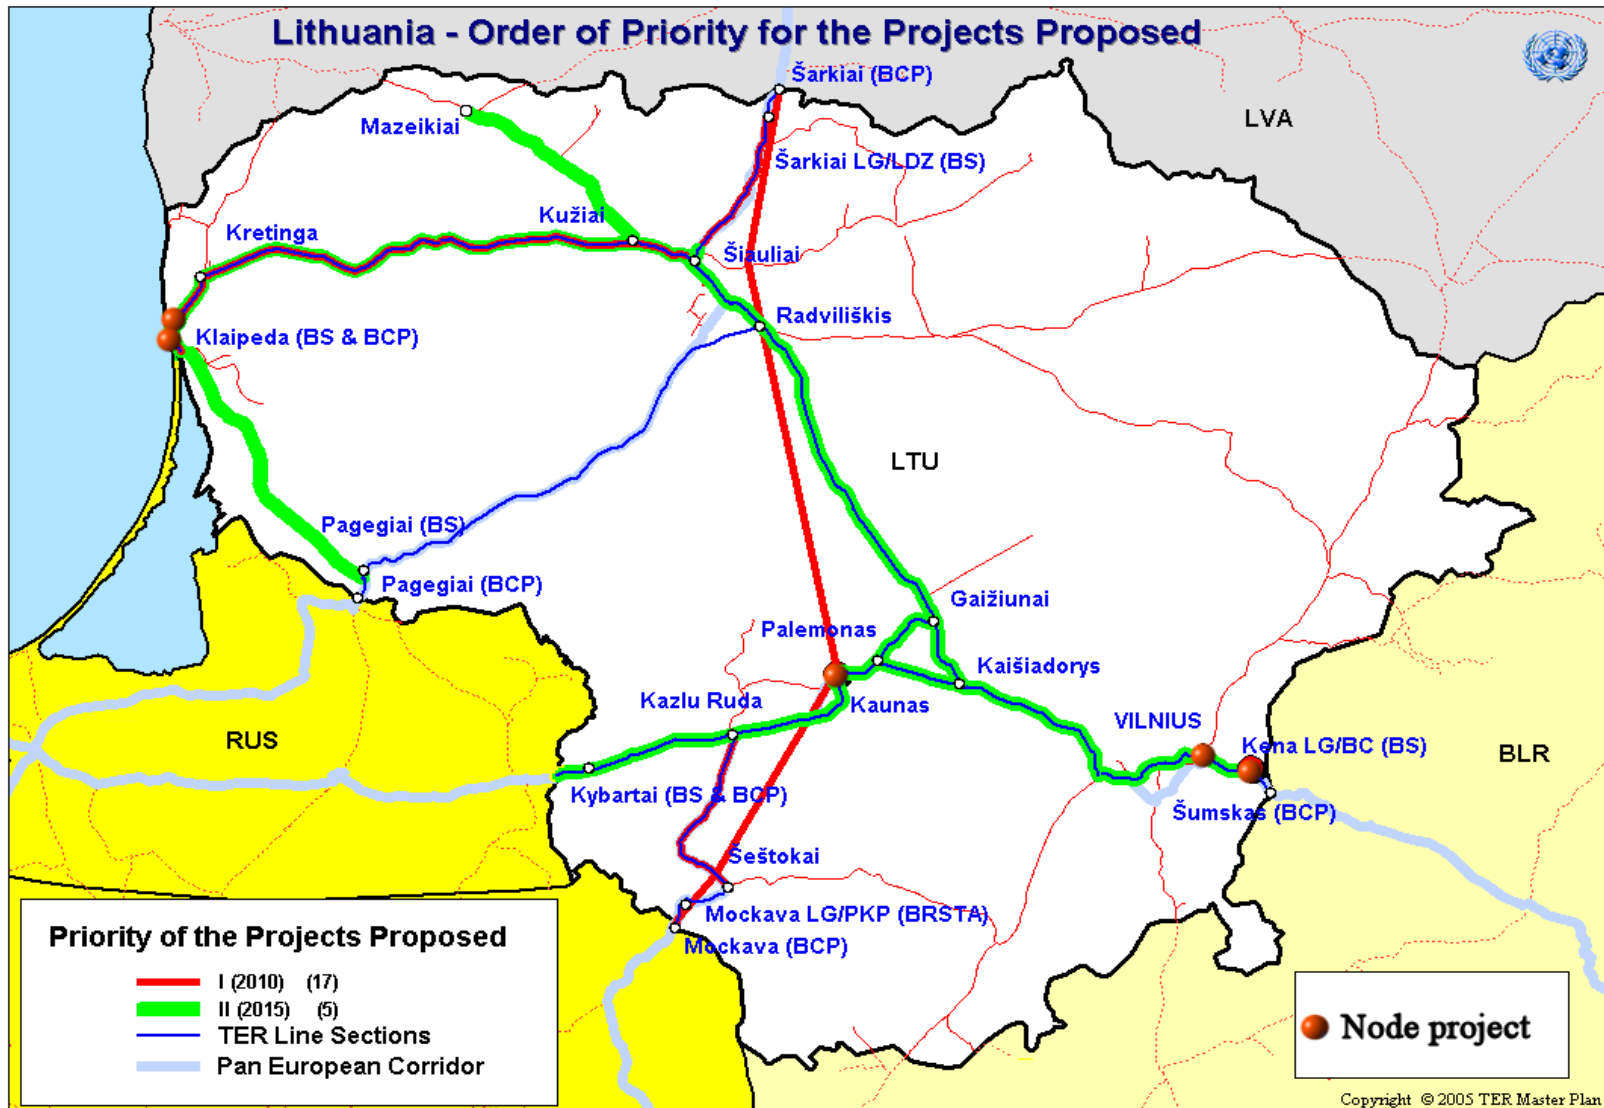 Lithuania - Order of Priority for the Projects Proposed
Šarkiai (BCP)
LVA
Mazeikiai
Šarkiai LG/LDZ (BS)
Kužiai
Kretinga
Šiauliai
Radviliškis
Klaipeda (BS & BCP)
LTU
Pagegiai (BS)
Pagegiai (BCP)
Gaižiunai
Palemonas
Kaišiadorys
Kazlu Ruda
Kaunas
VILNIUS
RUS
Kena LG/BC (BS)
BLR
Kybartai (BS & BCP)
Šumskas (BCP)
Šeštokai
Mockava LG/PKP (BRSTA)
Mockava (BCP)
Priority of the Projects Proposed
I (2010) (17)
II (2015) (5)
TER Line Sections
Pan European Corridor
Node project
Copyright © 2005 TER Master Plan